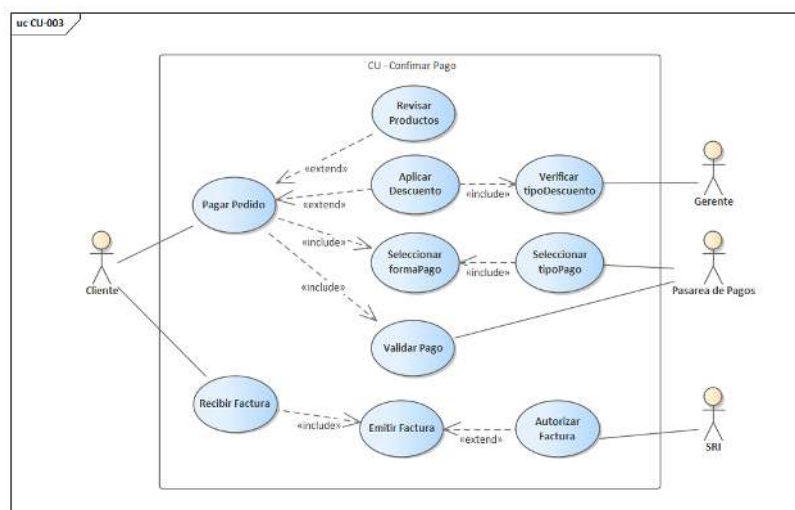 uc CU-003
CU - Confimar Pago
Revisar
Productos
«extend»
Aplicar
Descuento
«include»
Verificar
tipoDescuento
Gerente
Pagar Pedido
«extend»
«include»
Seleccionar
formaPago
«include»
Seleccionar
tipoPago
Cliente
Pasarea de Pagos
«include»
Validar Pago
Recibir Factura
«include»
Emitir Factura
«extend»
Autorizar
Factura
SRI